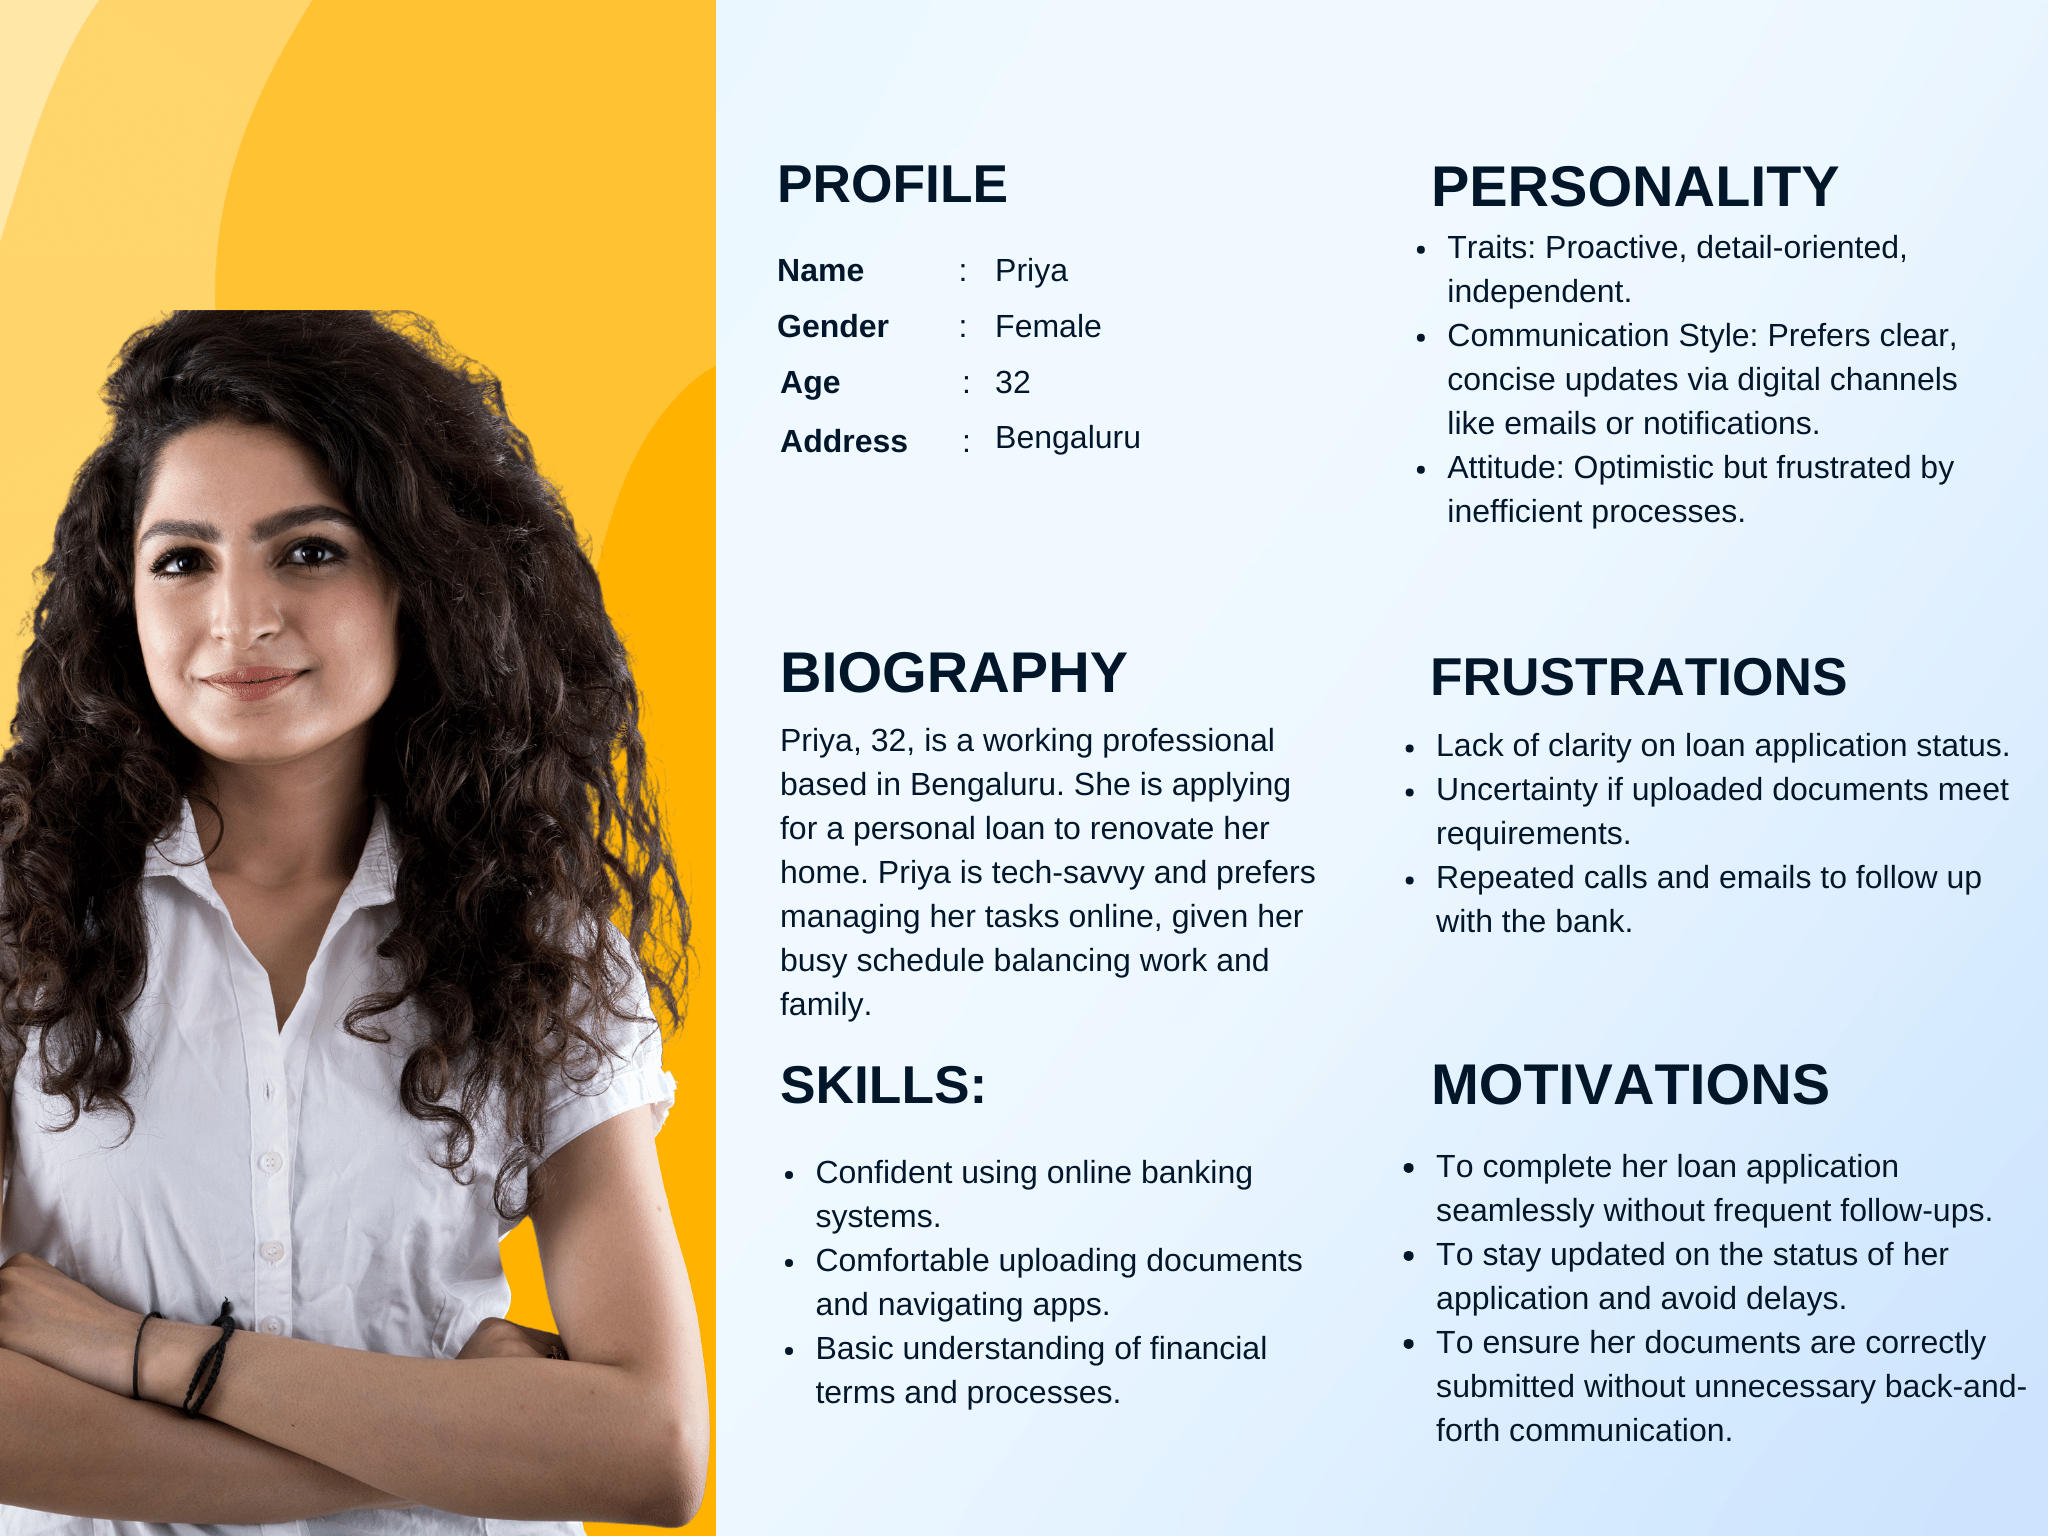 PROFILE
Name : Priya
Gender : Female
Age : 32
Address : Bengaluru
PERSONALITY
• Traits: Proactive, detail-oriented,
independent.
• Communication Style: Prefers clear,
concise updates via digital channels
like emails or notifications.
• Attitude: Optimistic but frustrated by
inefficient processes.
BIOGRAPHY
Priya, 32, is a working professional
based in Bengaluru. She is applying
for a personal loan to renovate her
home. Priya is tech-savvy and prefers
managing her tasks online, given her
busy schedule balancing work and
family.
FRUSTRATIONS
• Lack of clarity on loan application status.
• Uncertainty if uploaded documents meet
requirements.
• Repeated calls and emails to follow up
with the bank.
SKILLS:
• Confident using online banking
systems.
• Comfortable uploading documents
and navigating apps.
• Basic understanding of financial
terms and processes.
MOTIVATIONS
• To complete her loan application
seamlessly without frequent follow-ups.
• To stay updated on the status of her
application and avoid delays.
• To ensure her documents are correctly
submitted without unnecessary back-and-
forth communication.